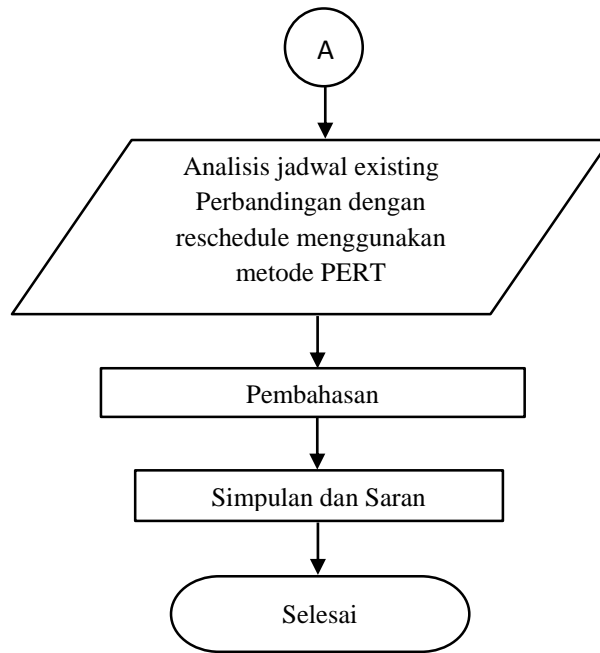 A
Analisis jadwal existing
Perbandingan dengan
reschedule menggunakan
metode PERT
Pembahasan
Simpulan dan Saran
Selesai